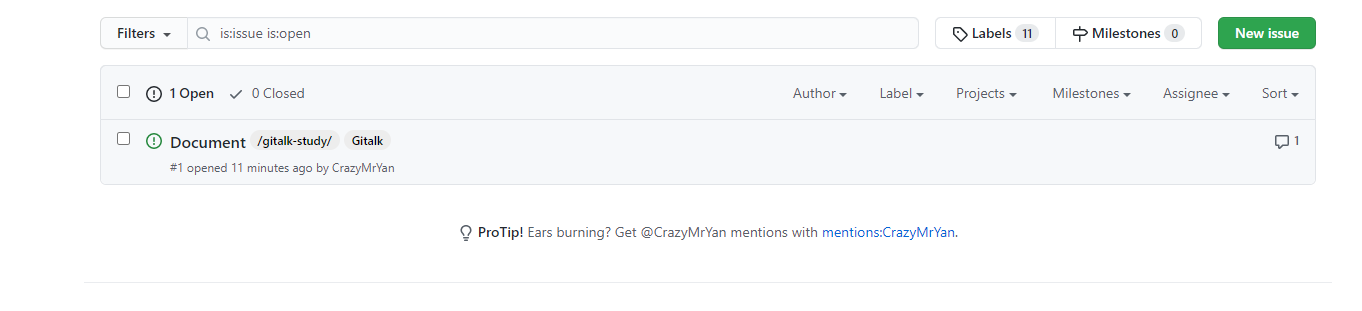 Filters is:issue is:open Labels 11 Milestones 0 New issue
1 Open 0 Closed Author Label Projects Milestones Assignee Sort
Document /gitalk-study/ Gitalk 1
#1 opened 11 minutes ago by CrazyMrYan
ProTip! Ears burning? Get @CrazyMrYan mentions with mentions:CrazyMrYan.